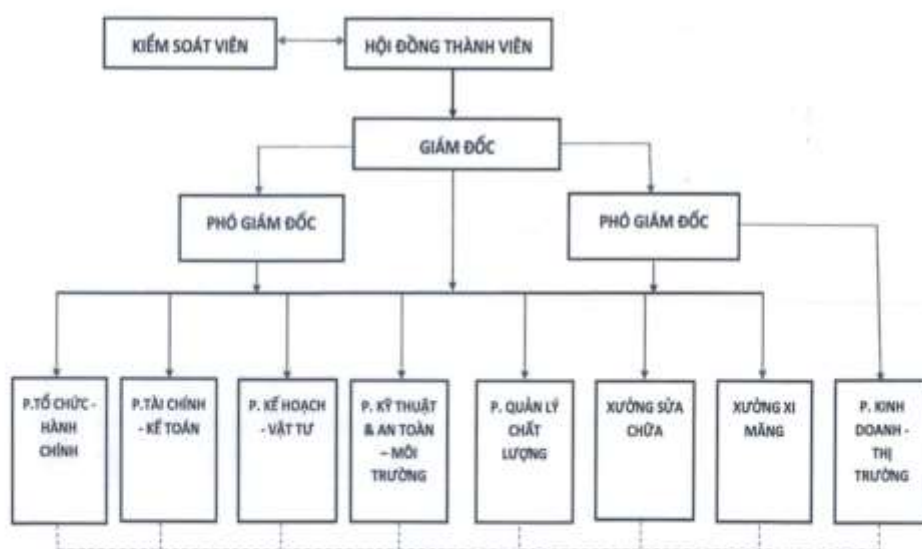 KIỂM SOÁT VIÊN
HỘI ĐỒNG THÀNH VIÊN
GIÁM ĐỐC
PHÓ GIÁM ĐỐC
PHÓ GIÁM ĐỐC
P.TỔ CHỨC -
HÀNH
CHÍNH
P.TÀI CHÍNH
- KẾ TOÁN
P. KẾ HOẠCH
- VẬT TƯ
P. KỸ THUẬT
& AN TOÀN
– MÔI
TRƯỜNG
P. QUẢN LÝ
CHẤT
LƯỢNG
XƯỞNG SỬA
CHỮA
XƯỞNG XI
MĂNG
P. KINH
DOANH -
THỊ
TRƯỜNG